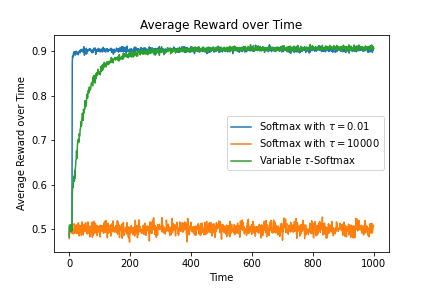 Average Reward over Time
Average Reward over Time
0.9
0.8
0.7
0.6
0.5
Softmax with τ = 0.01
Softmax with τ = 10000
Variable τ-Softmax
0
200
400
600
800
1000
Time